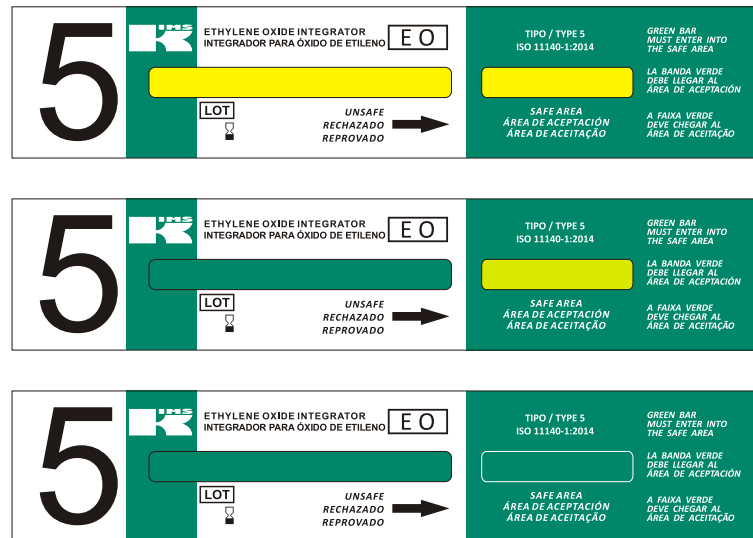 5
IMS
K
ETHYLENE OXIDE INTEGRATOR
INTEGRADOR PARA ÓXIDO DE ETILENO
E O
TIPO / TYPE 5
ISO 11140-1:2014
GREEN BAR
MUST ENTER INTO
THE SAFE AREA
LA BANDA VERDE
DEBE LLEGAR AL
ÁREA DE ACEPTACIÓN
LOT
UNSAFE
RECHAZADO
REPROVADO
SAFE AREA
ÁREA DE ACEPTACIÓN
ÁREA DE ACEITAÇÃO
A FAIXA VERDE
DEVE CHEGAR AL
ÁREA DE ACEITAÇÃO
5
IMS
K
ETHYLENE OXIDE INTEGRATOR
INTEGRADOR PARA ÓXIDO DE ETILENO
E O
TIPO / TYPE 5
ISO 11140-1:2014
GREEN BAR
MUST ENTER INTO
THE SAFE AREA
LA BANDA VERDE
DEBE LLEGAR AL
ÁREA DE ACEPTACIÓN
LOT
UNSAFE
RECHAZADO
REPROVADO
SAFE AREA
ÁREA DE ACEPTACIÓN
ÁREA DE ACEITAÇÃO
A FAIXA VERDE
DEVE CHEGAR AL
ÁREA DE ACEITAÇÃO
5
IMS
K
ETHYLENE OXIDE INTEGRATOR
INTEGRADOR PARA ÓXIDO DE ETILENO
E O
TIPO / TYPE 5
ISO 11140-1:2014
GREEN BAR
MUST ENTER INTO
THE SAFE AREA
LA BANDA VERDE
DEBE LLEGAR AL
ÁREA DE ACEPTACIÓN
LOT
UNSAFE
RECHAZADO
REPROVADO
SAFE AREA
ÁREA DE ACEPTACIÓN
ÁREA DE ACEITAÇÃO
A FAIXA VERDE
DEVE CHEGAR AL
ÁREA DE ACEITAÇÃO